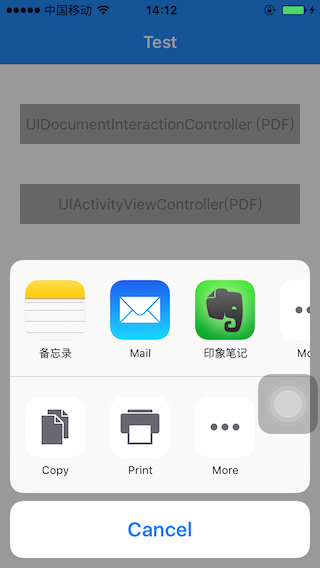 中国移动 14:12
Test
UIDocumentInteractionController (PDF)
UIActivityViewController(PDF)
备忘录 Mail 印象笔记 Mo
Copy Print More
Cancel